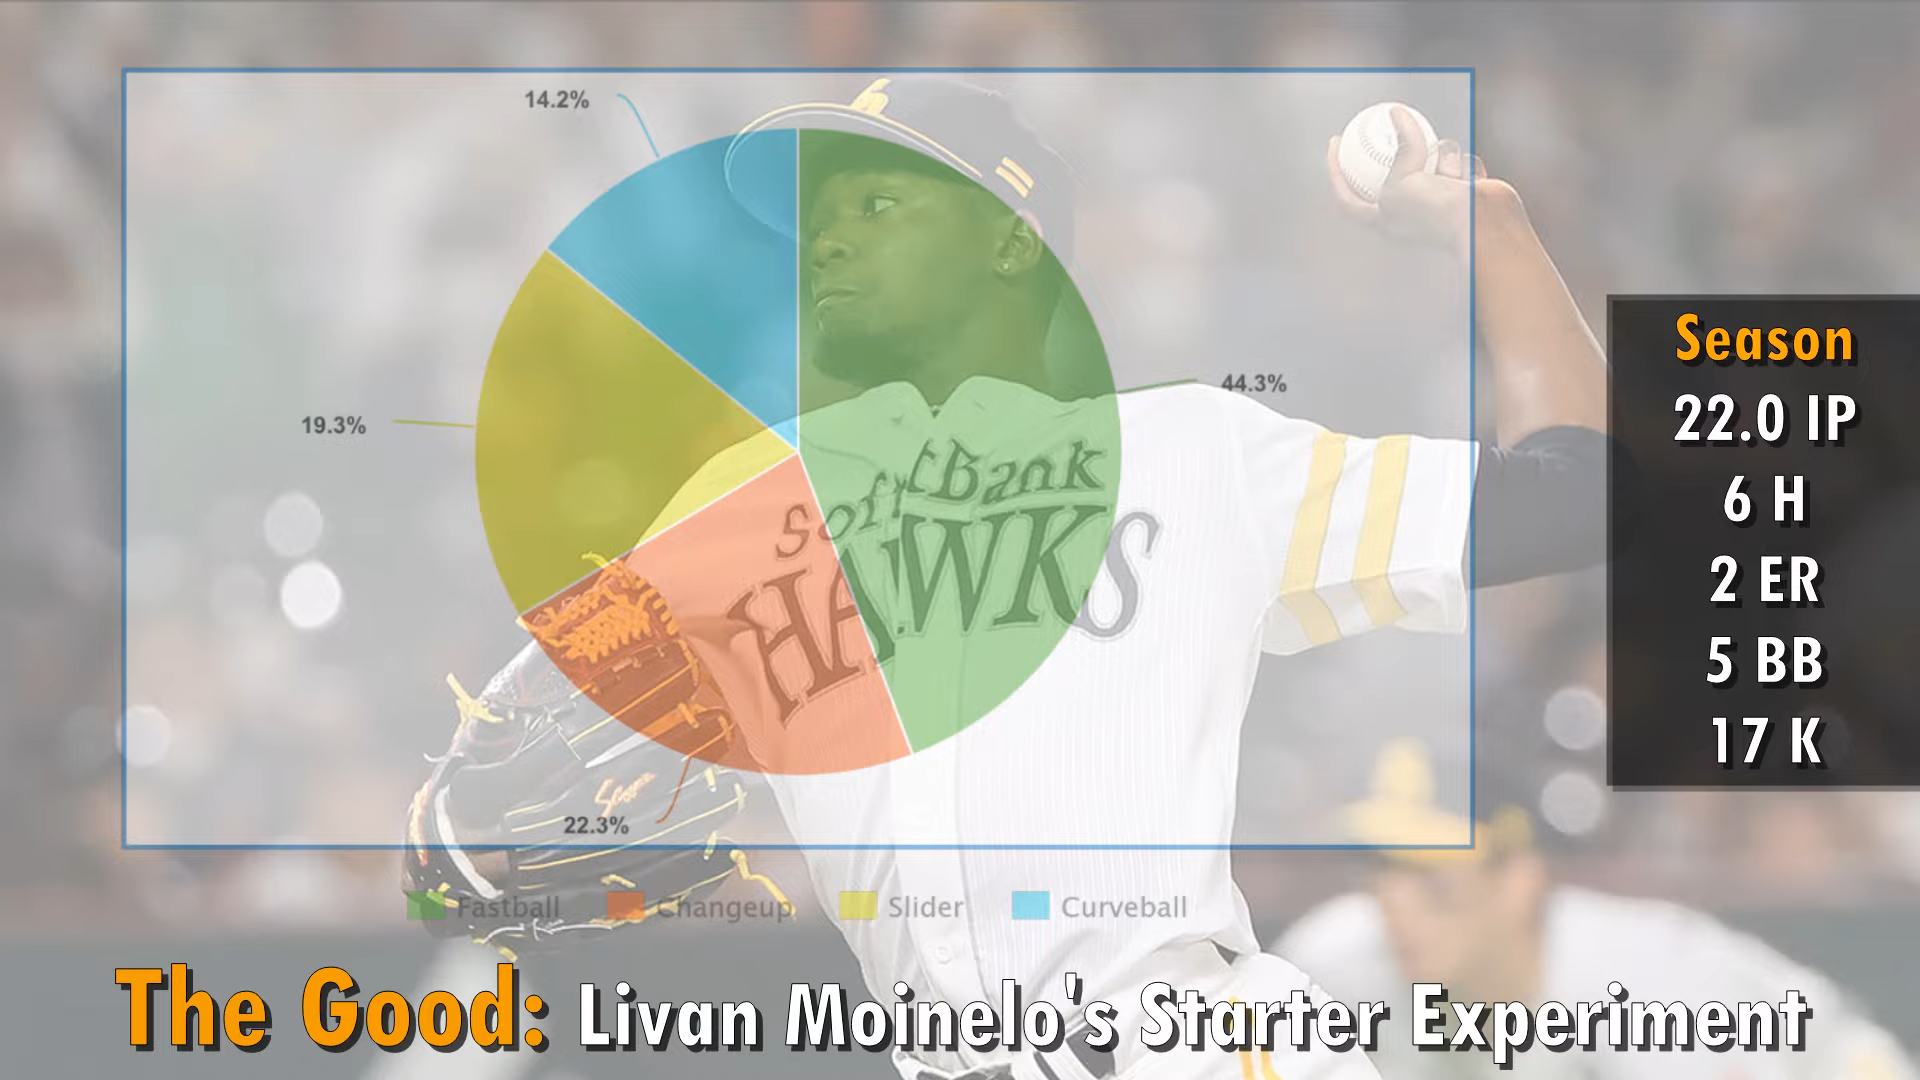 14.2%
44.3%
19.3%
22.3%
SoftBank
HAWKS
Fastball
Changeup
Slider
Curveball
Season
22.0 IP
6 H
2 ER
5 BB
17 K
The Good: Livan Moinelo's Starter Experiment